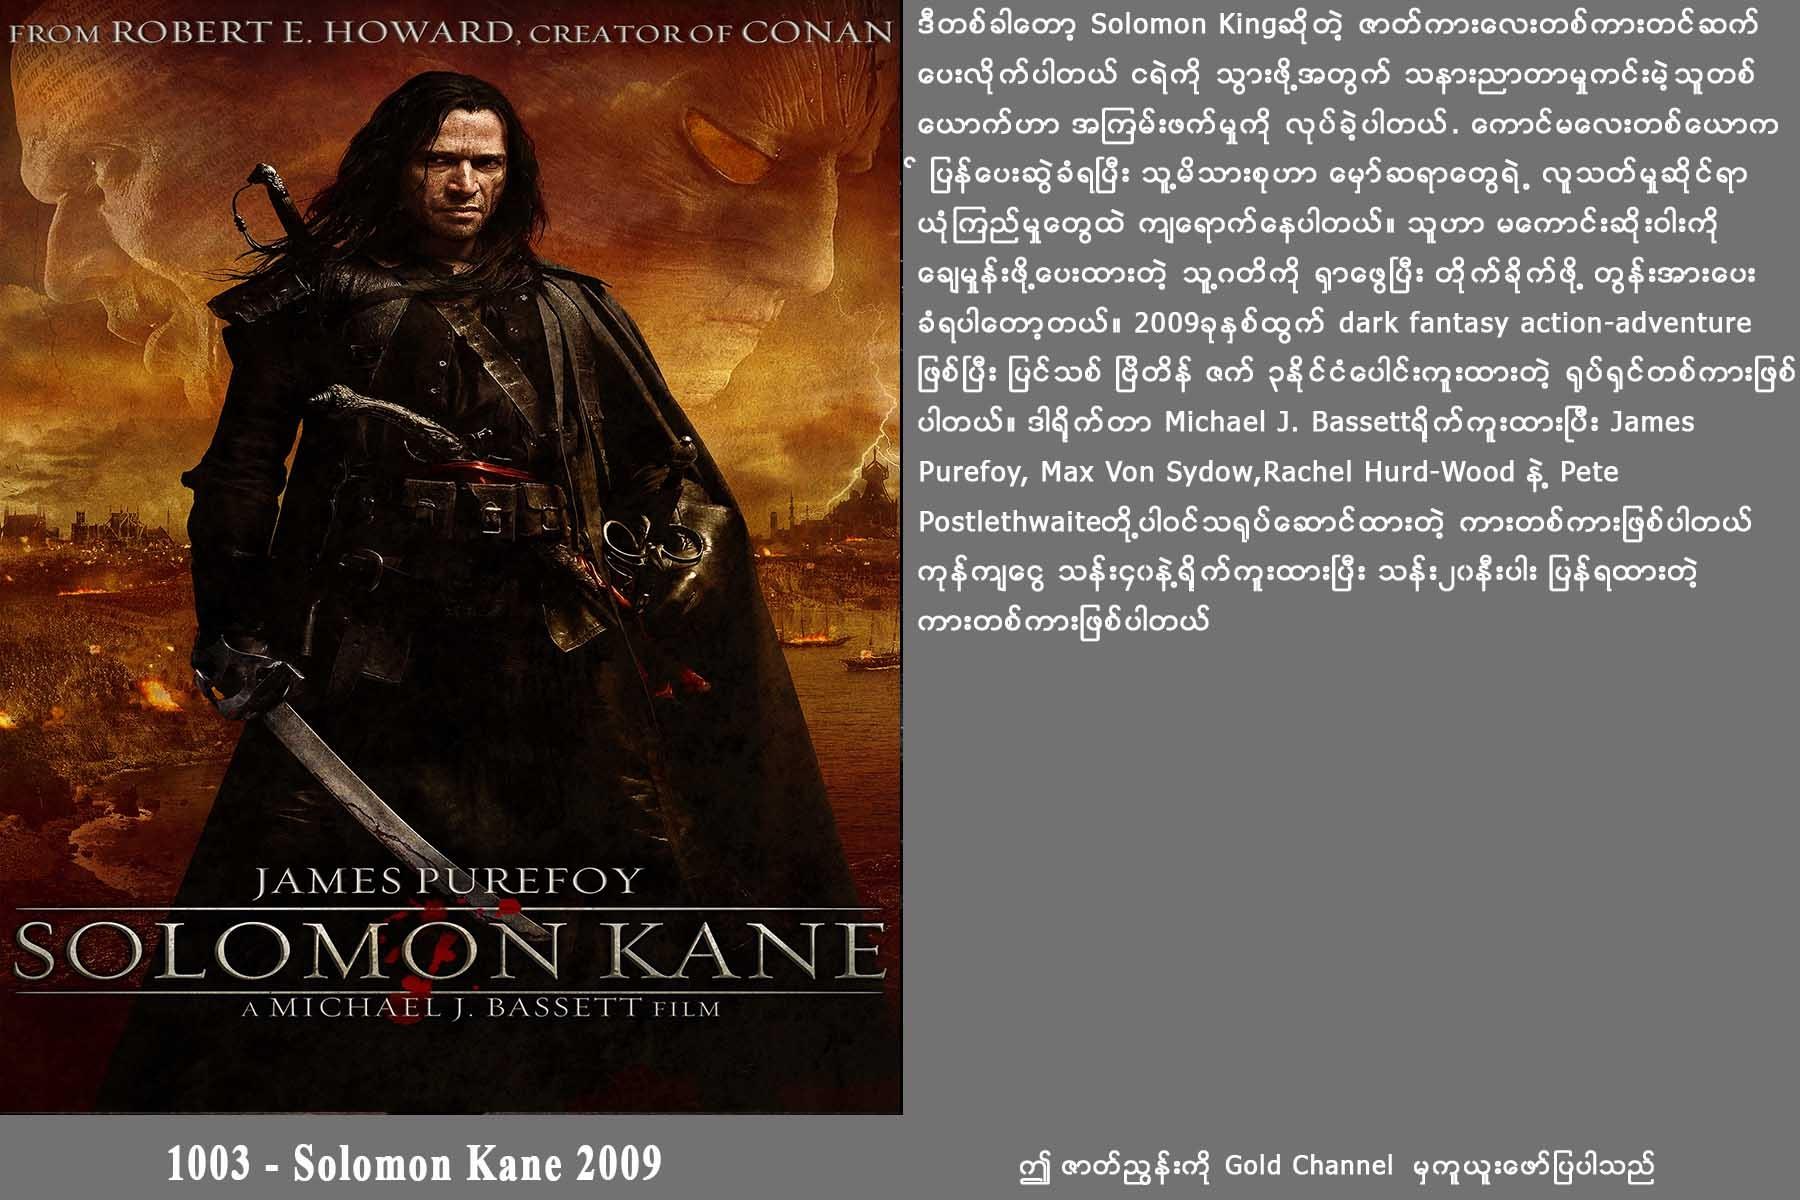 FROM ROBERT E. HOWARD, CREATOR OF CONAN
JAMES PUREFOY
SOLOMON KANE
A MICHAEL J. BASSETT FILM
1003 - Solomon Kane 2009
ဒီတစ်ခါတော့ Solomon Kingဆိုတဲ့ ဇာတ်ကားလေးတစ်ကားတင်ဆက်
ပေးလိုက်ပါတယ် ငရဲကို သွားဖို့အတွက် သနားညာတာမှုကင်းမဲ့သူတစ်
ယောက်ဟာ အကြမ်းဖက်မှုကို လုပ်ခဲ့ပါတယ်. ကောင်မလေးတစ်ယောက
် ပြန်ပေးဆွဲခံရပြီး သူ့မိသားစုဟာ မှော်ဆရာတွေရဲ့ လူသတ်မှုဆိုင်ရာ
ယုံကြည်မှုတွေထဲ ကျရောက်နေပါတယ်။ သူဟာ မကောင်းဆိုးဝါးကို
ချေမှုန်းဖို့ပေးထားတဲ့ သူ့ဂတိကို ရှာဖွေပြီး တိုက်ခိုက်ဖို့ တွန်းအားပေး
ခံရပါတော့တယ်။ 2009ခုနှစ်ထွက် dark fantasy action-adventure
ဖြစ်ပြီး ပြင်သစ် ဗြိတိန် ဇက် ၃နိုင်ငံပေါင်းကူးထားတဲ့ ရုပ်ရှင်တစ်ကားဖြစ်
ပါတယ်။ ဒါရိုက်တာ Michael J. Bassettရိုက်ကူးထားပြီး James
Purefoy, Max Von Sydow,Rachel Hurd-Wood နဲ့ Pete
Postlethwaiteတို့ပါဝင်သရုပ်ဆောင်ထားတဲ့ ကားတစ်ကားဖြစ်ပါတယ်
ကုန်ကျငွေ သန်း၄၀နဲ့ရိုက်ကူးထားပြီး သန်း၂၀နီးပါး ပြန်ရထားတဲ့
ကားတစ်ကားဖြစ်ပါတယ်
ဤ ဇာတ်ညွှန်းကို Gold Channel မှကူယူးဖော်ပြပါသည်